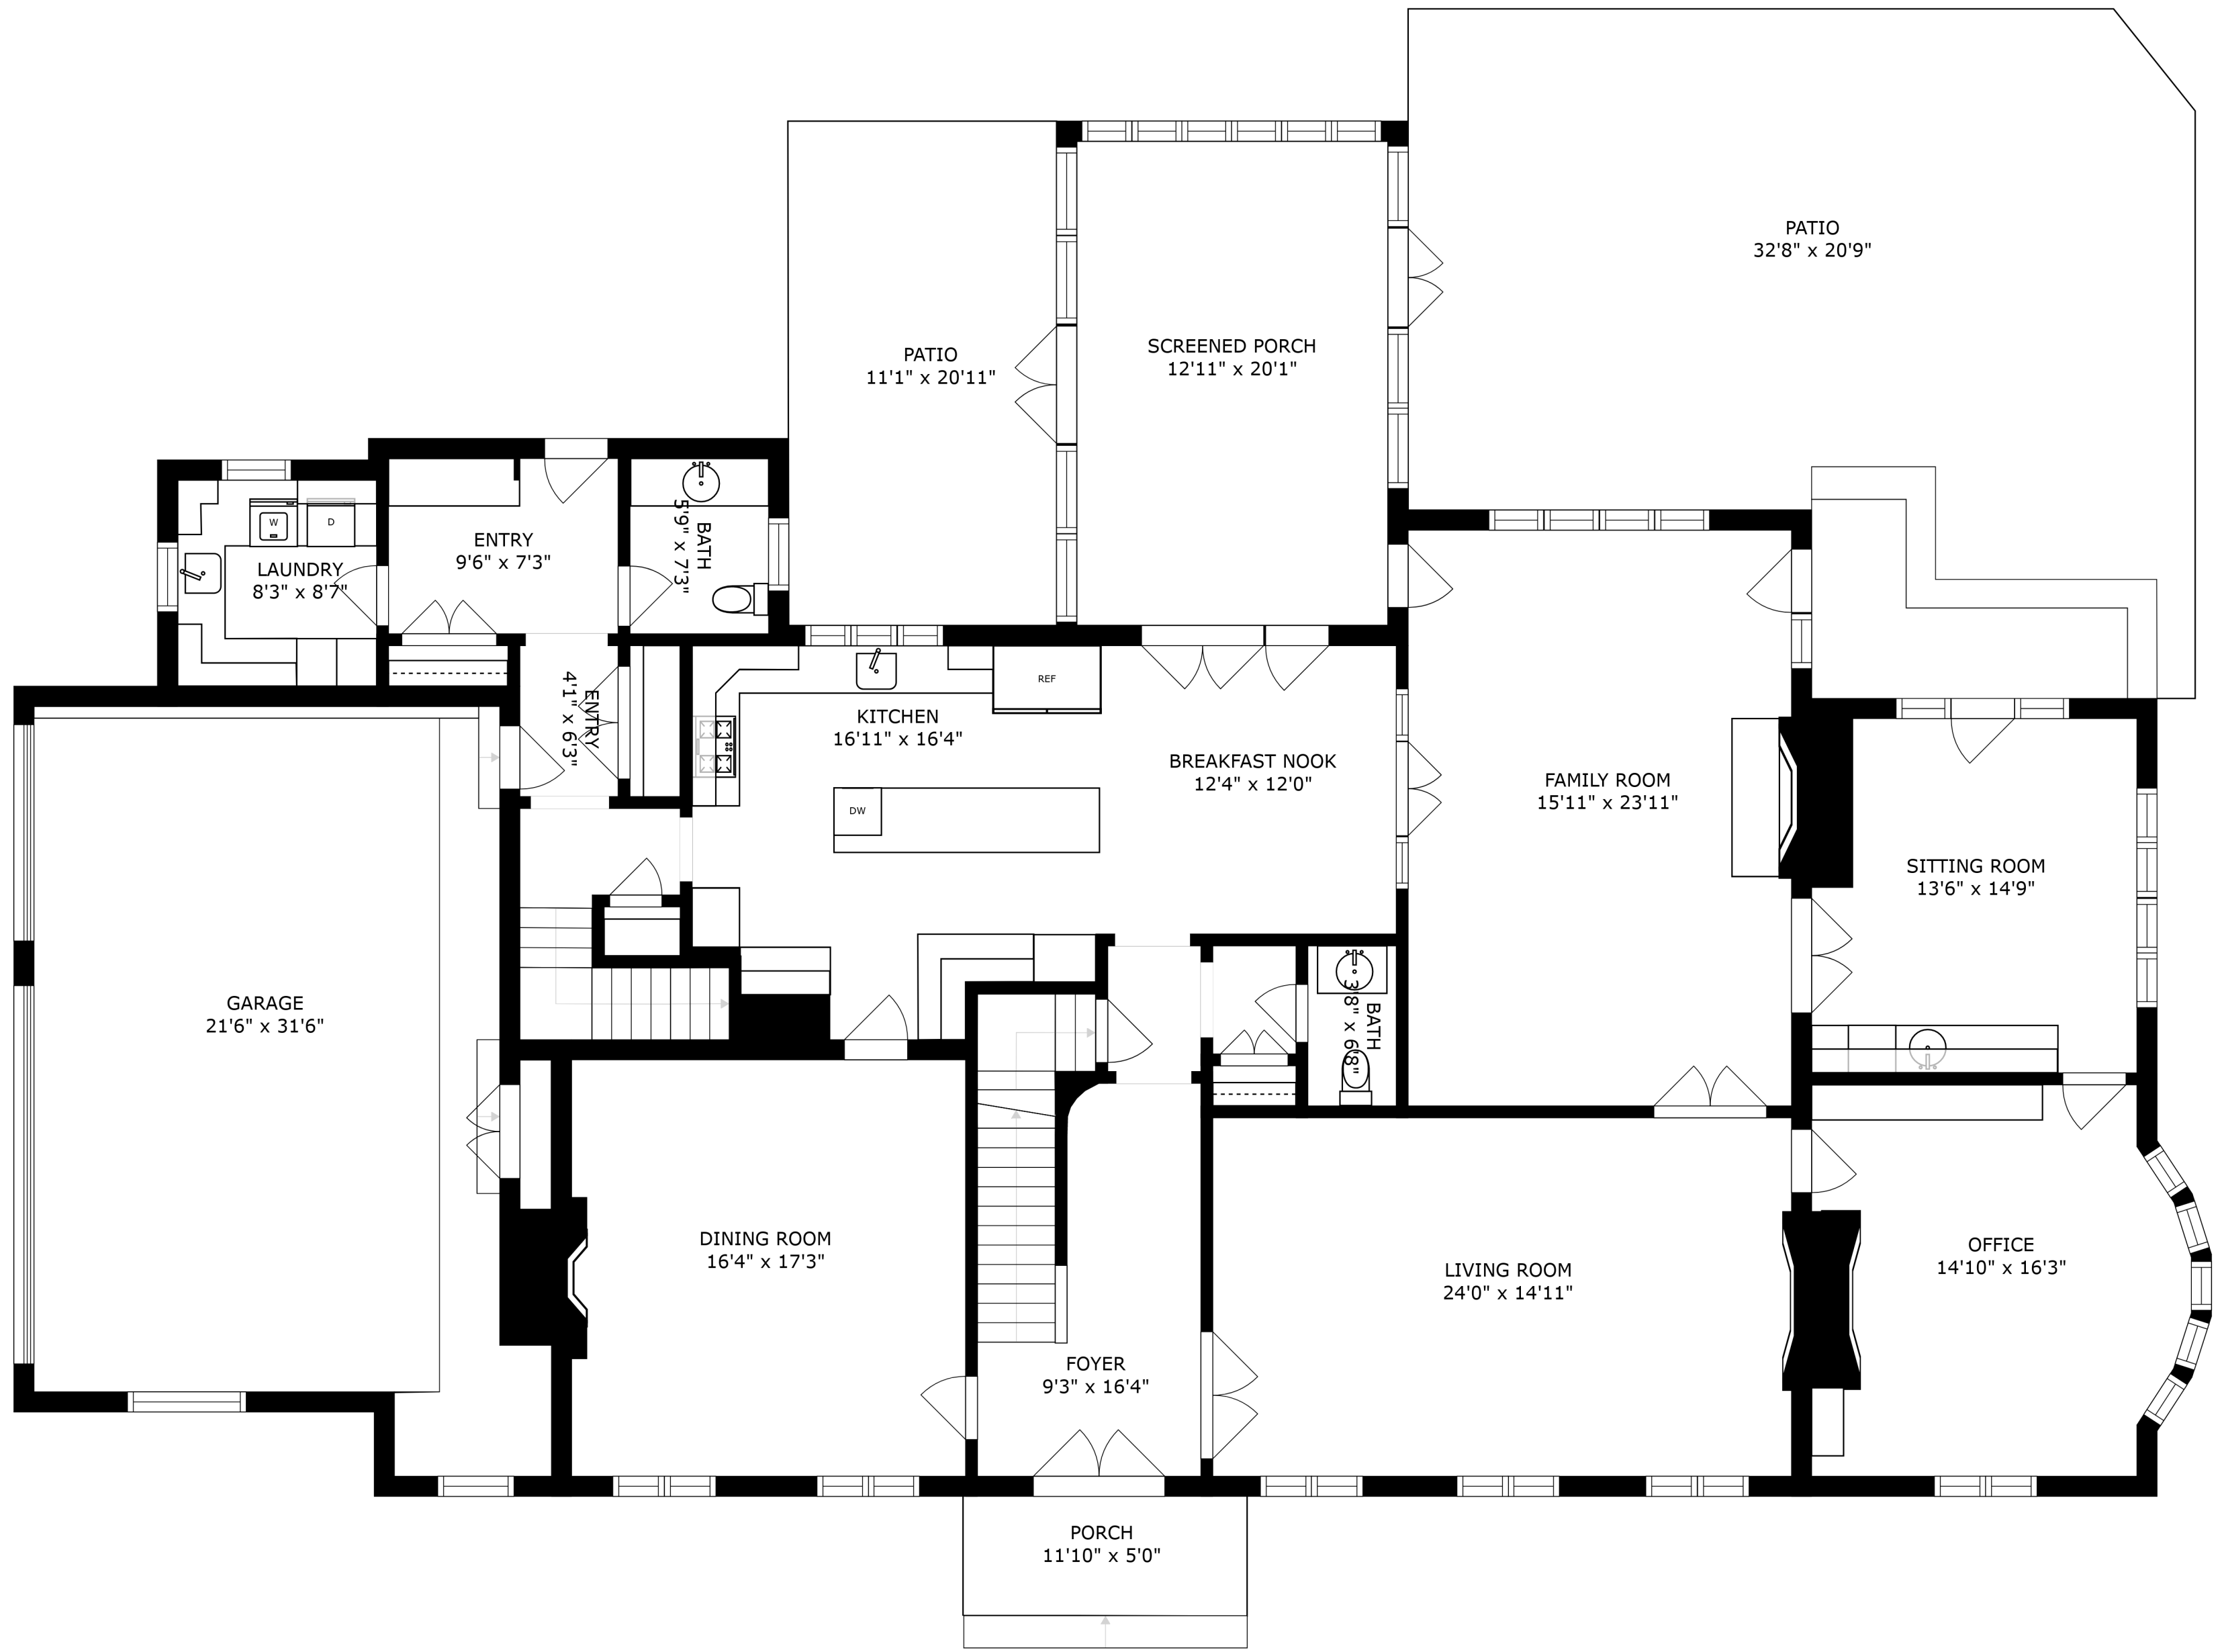 PATIO
32'8" x 20'9"
PATIO
11'1" x 20'11"
SCREENED PORCH
12'11" x 20'1"
W
D
LAUNDRY
8'3" x 8'7"
ENTRY
9'6" x 7'3"
BATH
5'9" x 7'3"
ENTRY
4'1" x 6'3"
REF
KITCHEN
16'11" x 16'4"
DW
BREAKFAST NOOK
12'4" x 12'0"
FAMILY ROOM
15'11" x 23'11"
SITTING ROOM
13'6" x 14'9"
GARAGE
21'6" x 31'6"
BATH
3'8" x 6'8"
DINING ROOM
16'4" x 17'3"
FOYER
9'3" x 16'4"
LIVING ROOM
24'0" x 14'11"
OFFICE
14'10" x 16'3"
PORCH
11'10" x 5'0"